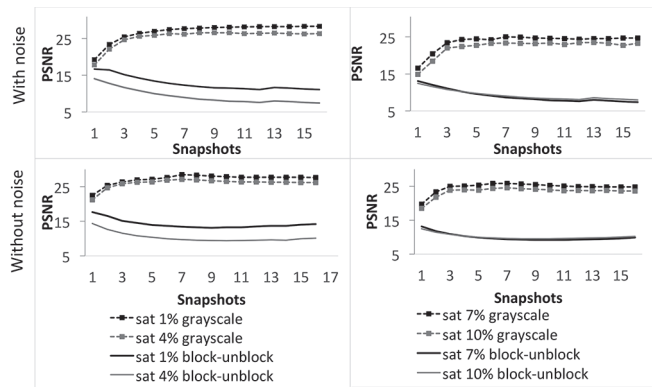 With noise
PSNR
25
15
5
1 3 5 7 9 11 13 15
Snapshots
PSNR
25
15
5
1 3 5 7 9 11 13 15
Snapshots
Without noise
PSNR
25
15
5
1 3 5 7 9 11 13 15 17
Snapshots
sat 1% grayscale
sat 4% grayscale
sat 1% block-unblock
sat 4% block-unblock
PSNR
25
15
5
1 3 5 7 9 11 13 15
Snapshots
sat 7% grayscale
sat 10% grayscale
sat 7% block-unblock
sat 10% block-unblock